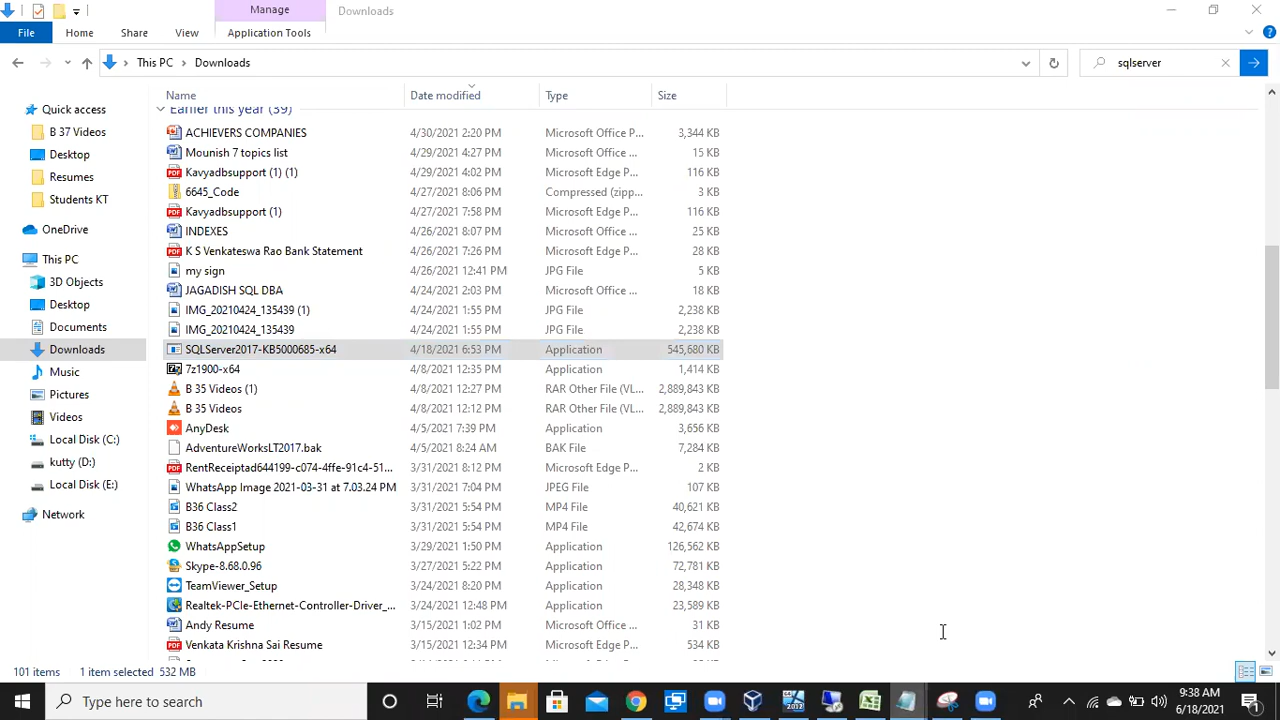 Manage
Downloads
File
Home
Share
View
Application Tools
This PC
Downloads
sqlserver
Name
Date modified
Type
Size
Quick access
B 37 Videos
Desktop
Resumes
Students KT
OneDrive
This PC
3D Objects
Desktop
Documents
Downloads
Music
Pictures
Videos
Local Disk (C:)
kutty (D:)
Local Disk (E:)
Network
Earlier this year (39)
ACHIEVERS COMPANIES 4/30/2021 2:20 PM Microsoft Office P... 3,344 KB
Mounish 7 topics list 4/29/2021 4:27 PM Microsoft Office ... 15 KB
Kavyadbsupport (1) (1) 4/29/2021 4:02 PM Microsoft Edge P... 116 KB
6645_Code 4/27/2021 8:06 PM Compressed (zipp... 3 KB
Kavyadbsupport (1) 4/27/2021 7:58 PM Microsoft Edge P... 116 KB
INDEXES 4/26/2021 8:07 PM Microsoft Office ... 25 KB
K S Venkateswa Rao Bank Statement 4/26/2021 7:26 PM Microsoft Edge P... 28 KB
my sign 4/26/2021 12:41 PM JPG File 5 KB
JAGADISH SQL DBA 4/24/2021 2:03 PM Microsoft Office ... 18 KB
IMG_20210424_135439 (1) 4/24/2021 1:55 PM JPG File 2,238 KB
IMG_20210424_135439 4/24/2021 1:55 PM JPG File 2,238 KB
SQLServer2017-KB5000685-x64 4/18/2021 6:53 PM Application 545,680 KB
7z1900-x64 4/8/2021 12:35 PM Application 1,414 KB
B 35 Videos (1) 4/8/2021 12:27 PM RAR Other File (VL... 2,889,843 KB
B 35 Videos 4/8/2021 12:12 PM RAR Other File (VL... 2,889,843 KB
AnyDesk 4/5/2021 7:39 PM Application 3,656 KB
AdventureWorksLT2017.bak 4/5/2021 8:24 AM BAK File 7,284 KB
RentReceiptad644199-c074-4ffe-91c4-51... 3/31/2021 8:12 PM Microsoft Edge P... 2 KB
WhatsApp Image 2021-03-31 at 7.03.24 PM 3/31/2021 7:04 PM JPEG File 107 KB
B36 Class2 3/31/2021 5:54 PM MP4 File 40,621 KB
B36 Class1 3/31/2021 5:54 PM MP4 File 42,674 KB
WhatsAppSetup 3/29/2021 1:50 PM Application 126,562 KB
Skype-8.68.0.96 3/27/2021 5:22 PM Application 72,781 KB
TeamViewer_Setup 3/24/2021 8:20 PM Application 28,348 KB
Realtek-PCIe-Ethernet-Controller-Driver_... 3/24/2021 12:48 PM Application 23,589 KB
Andy Resume 3/15/2021 1:02 PM Microsoft Office ... 31 KB
Venkata Krishna Sai Resume 3/15/2021 12:34 PM Microsoft Edge P... 534 KB
101 items 1 item selected 532 MB
Type here to search
2012
9:38 AM
6/18/2021